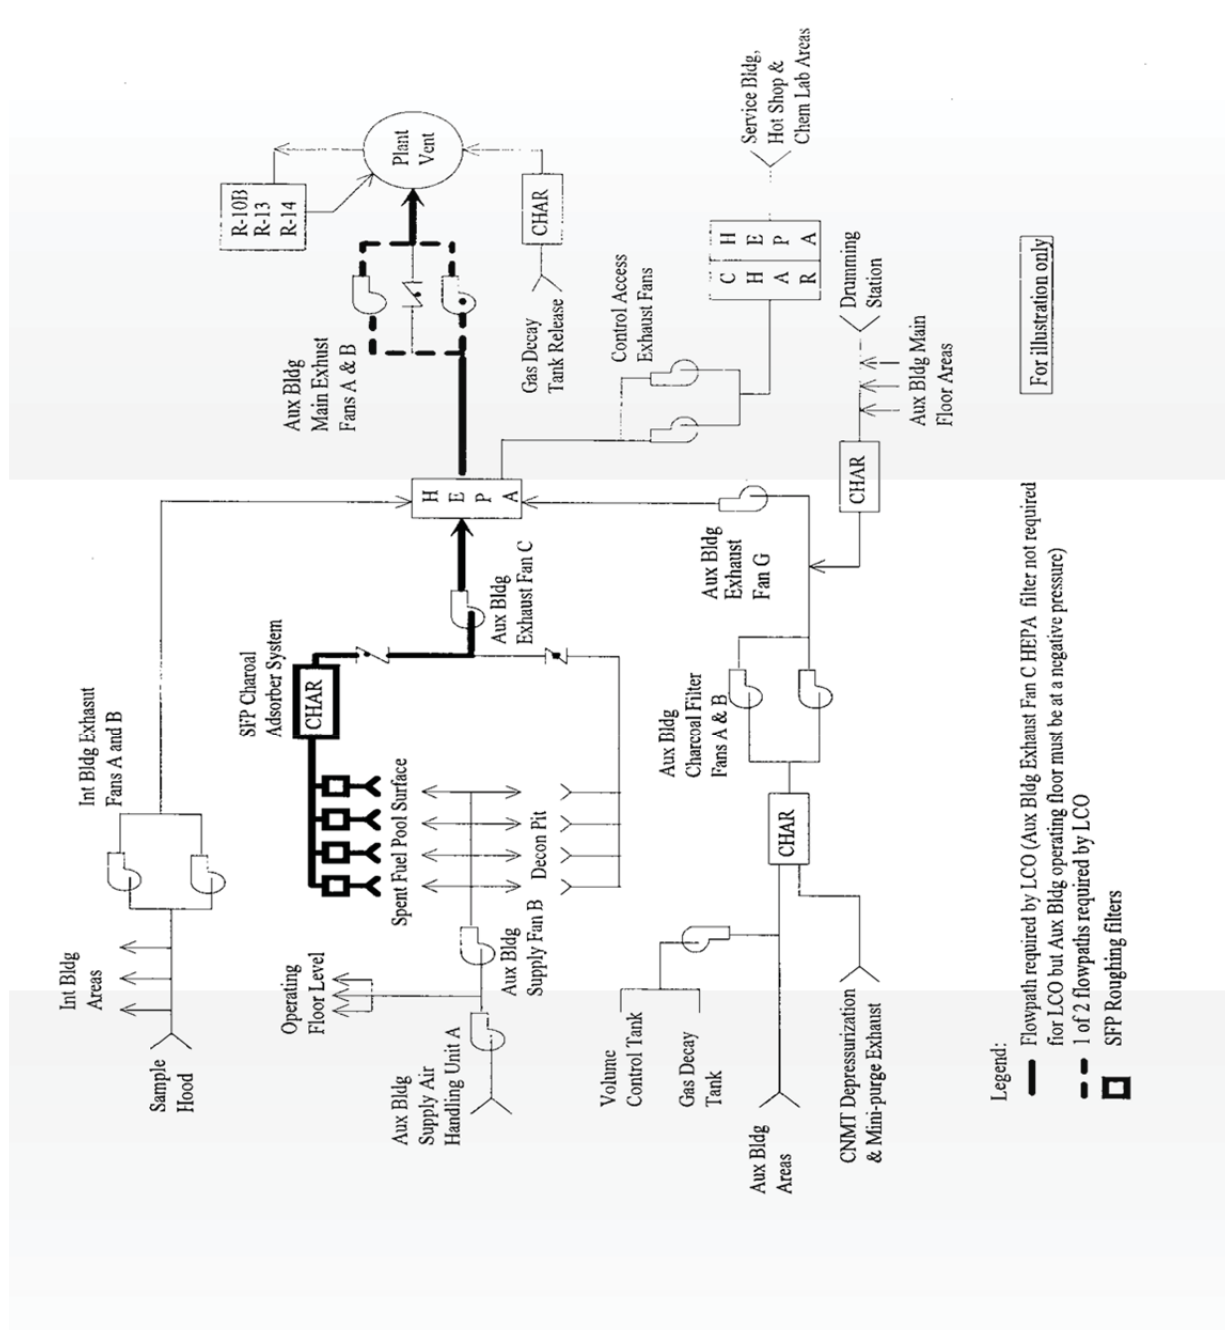 Int Bldg
Areas
Sample
Hood
Int Bldg Exhasut
Fans A and B
Operating
Floor Level
Aux Bldg
Supply Air
Handling Unit A
Aux Bldg
Supply Fan B
Spent Fuel Pool Surface
Decon Pit
SFP Charoal
Adsorber System
CHAR
Aux Bldg
Exhaust Fan C
H
E
P
A
Aux Bldg
Main Exhust
Fans A & B
R-10B
R-13
R-14
Plant
Vent
CHAR
Gas Decay
Tank Release
Control Access
Exhaust Fans
C H
H E
A P
R A
Service Bldg,
Hot Shop &
Chem Lab Areas
Volume
Control Tank
Gas Decay
Tank
Aux Bldg
Areas
CNMT Depressurization
& Mini-purge Exhaust
CHAR
Aux Bldg
Charcoal Filter
Fans A & B
Aux Bldg
Exhaust
Fan G
CHAR
Drumming
Station
Aux Bldg Main
Floor Areas
For illustration only
Legend:
Flowpath required by LCO (Aux Bldg Exhaust Fan C HEPA filter not required
for LCO but Aux Bldg operating floor must be at a negative pressure)
1 of 2 flowpaths required by LCO
SFP Roughing filters